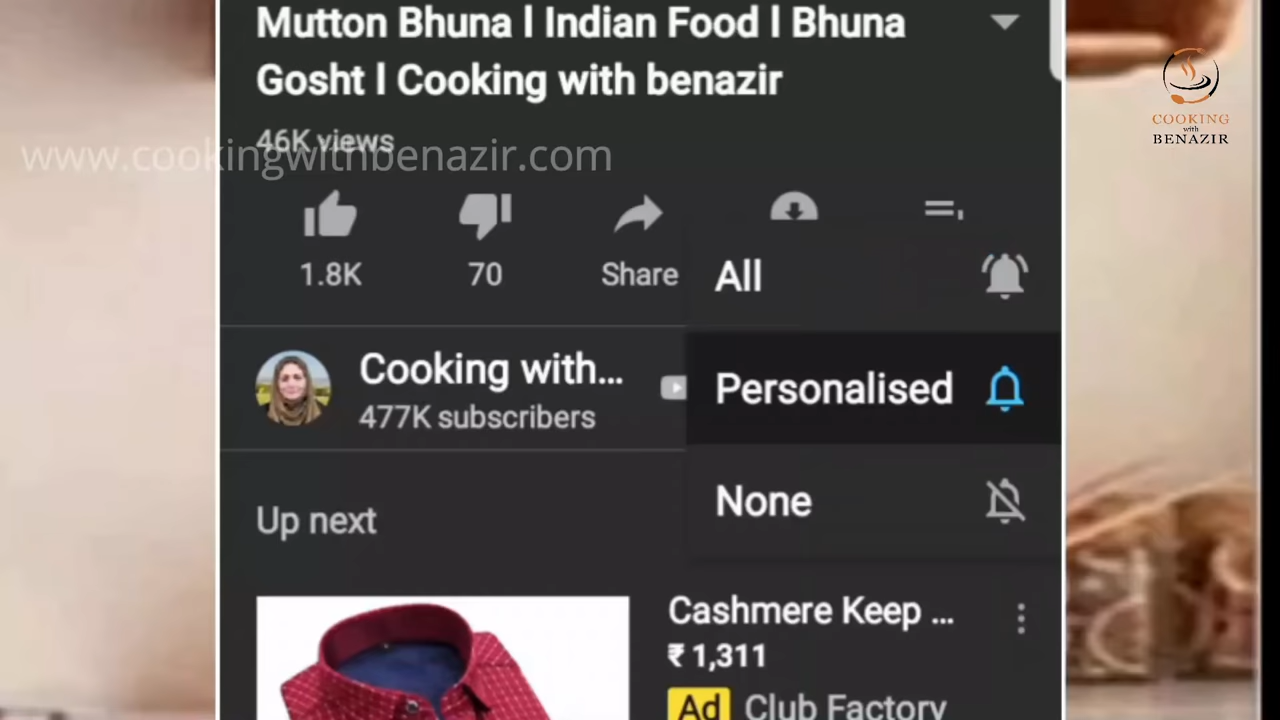 Mutton Bhuna l Indian Food l Bhuna
Gosht l Cooking with benazir
46K views
www.cookingwithbenazir.com
COOKING
with
BENAZIR
1.8K
70
Share
All
Cooking with...
477K subscribers
Personalised
None
Up next
Cashmere Keep ...
₹ 1,311
Ad Club Factory